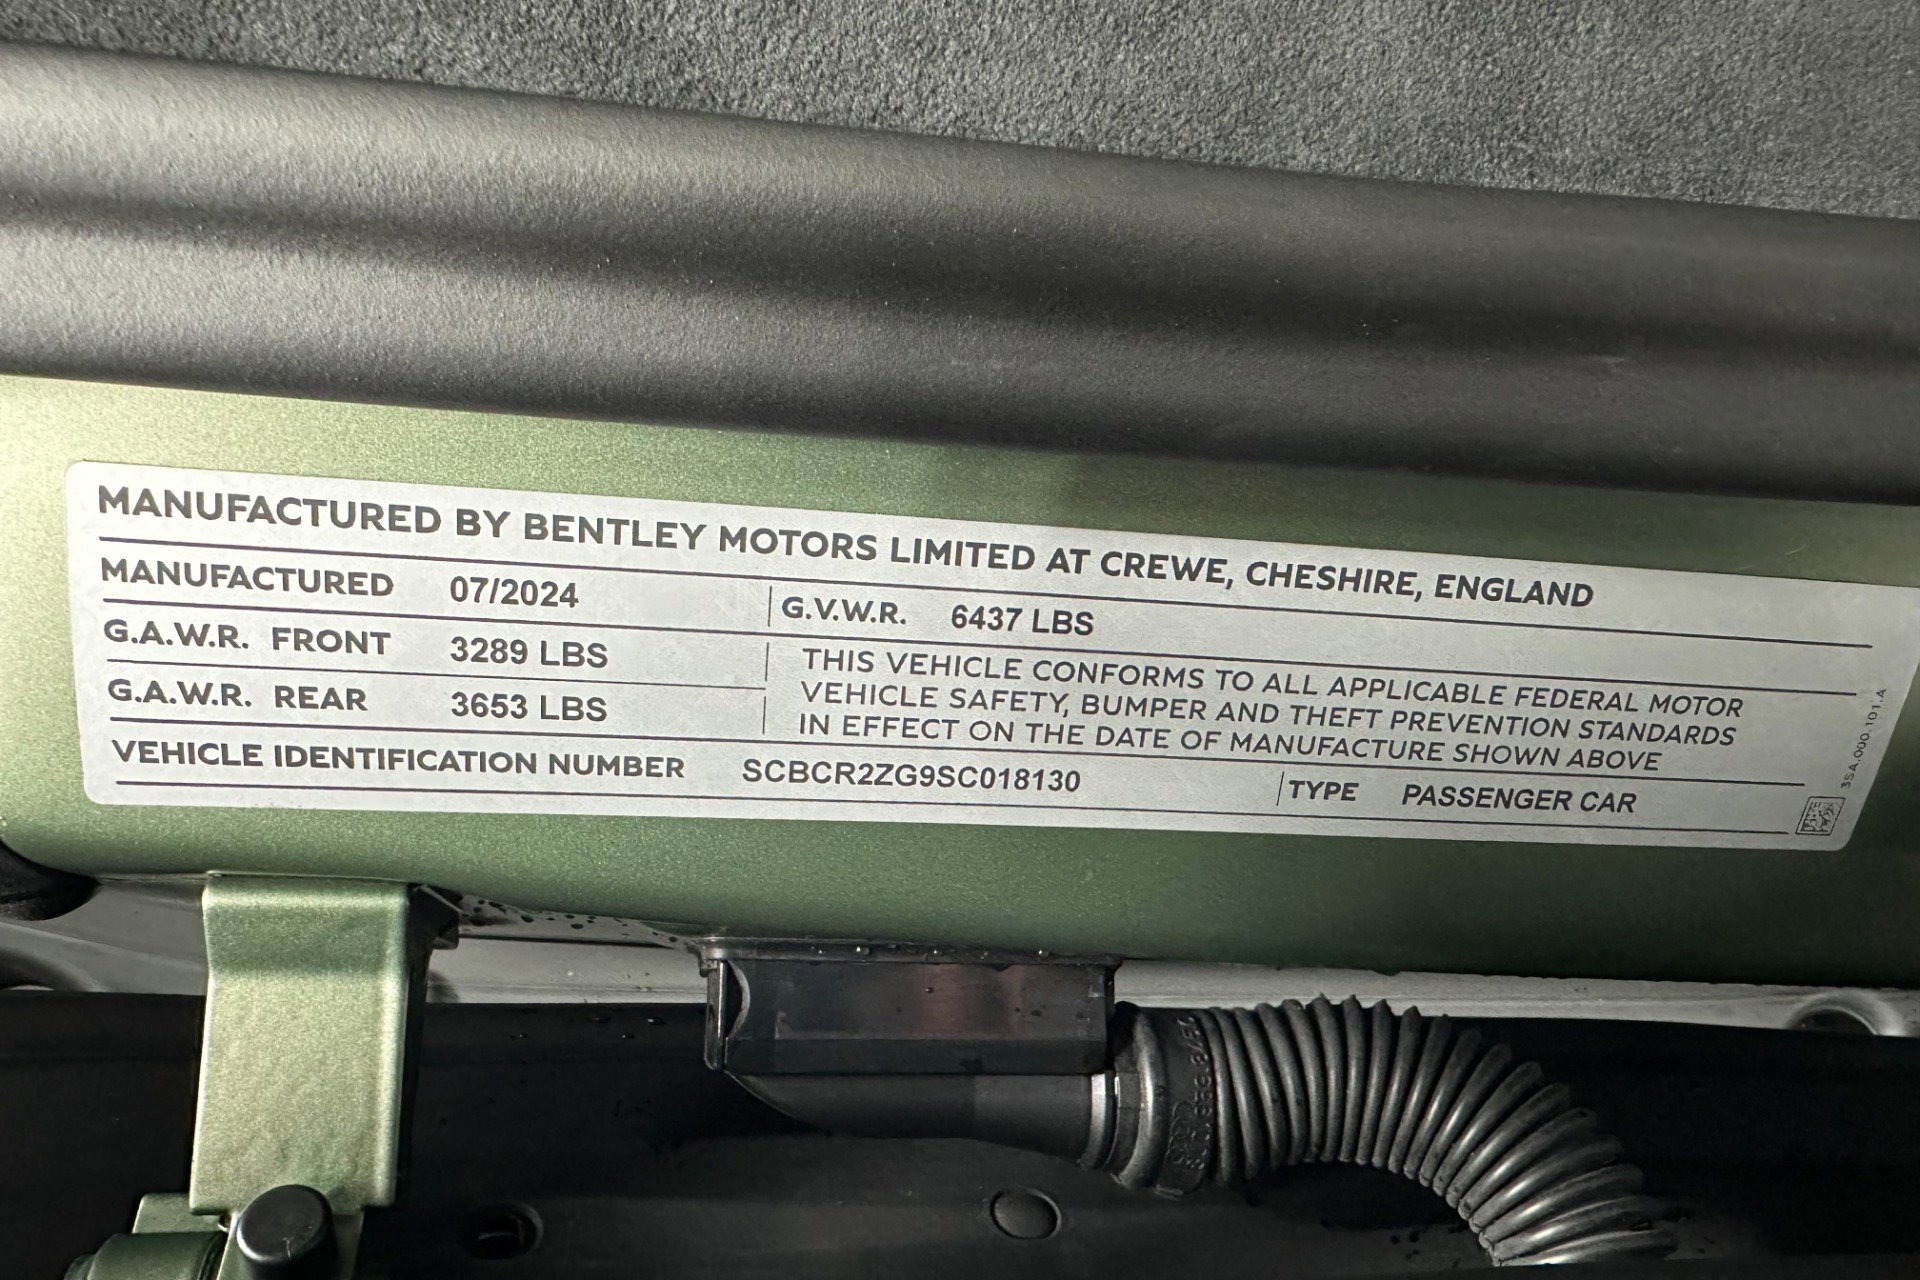 MANUFACTURED BY BENTLEY MOTORS LIMITED AT CREWE, CHESHIRE, ENGLAND
MANUFACTURED 07/2024 G.V.W.R. 6437 LBS
G.A.W.R. FRONT 3289 LBS
G.A.W.R. REAR 3653 LBS
THIS VEHICLE CONFORMS TO ALL APPLICABLE FEDERAL MOTOR
VEHICLE SAFETY, BUMPER AND THEFT PREVENTION STANDARDS
IN EFFECT ON THE DATE OF MANUFACTURE SHOWN ABOVE
VEHICLE IDENTIFICATION NUMBER SCBCR2ZG9SC018130 TYPE PASSENGER CAR
3SA.000.101.A